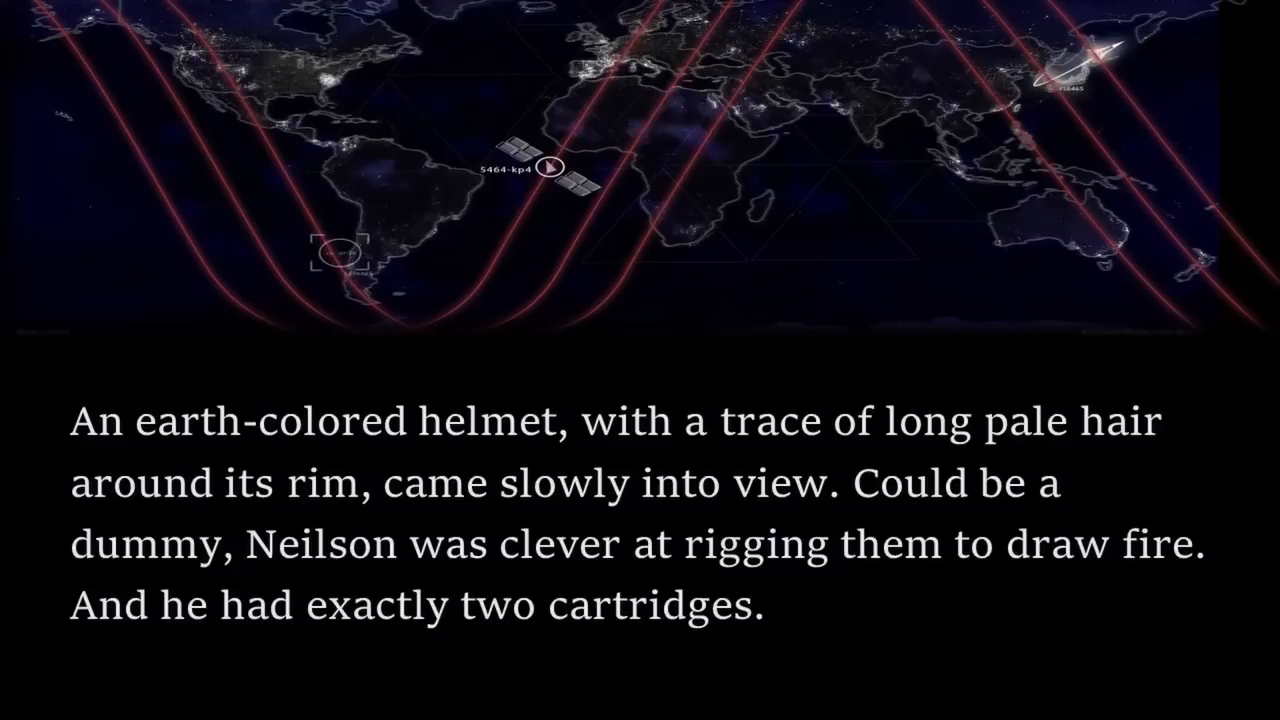 5464-kp4
An earth-colored helmet, with a trace of long pale hair
around its rim, came slowly into view. Could be a
dummy, Neilson was clever at rigging them to draw fire.
And he had exactly two cartridges.